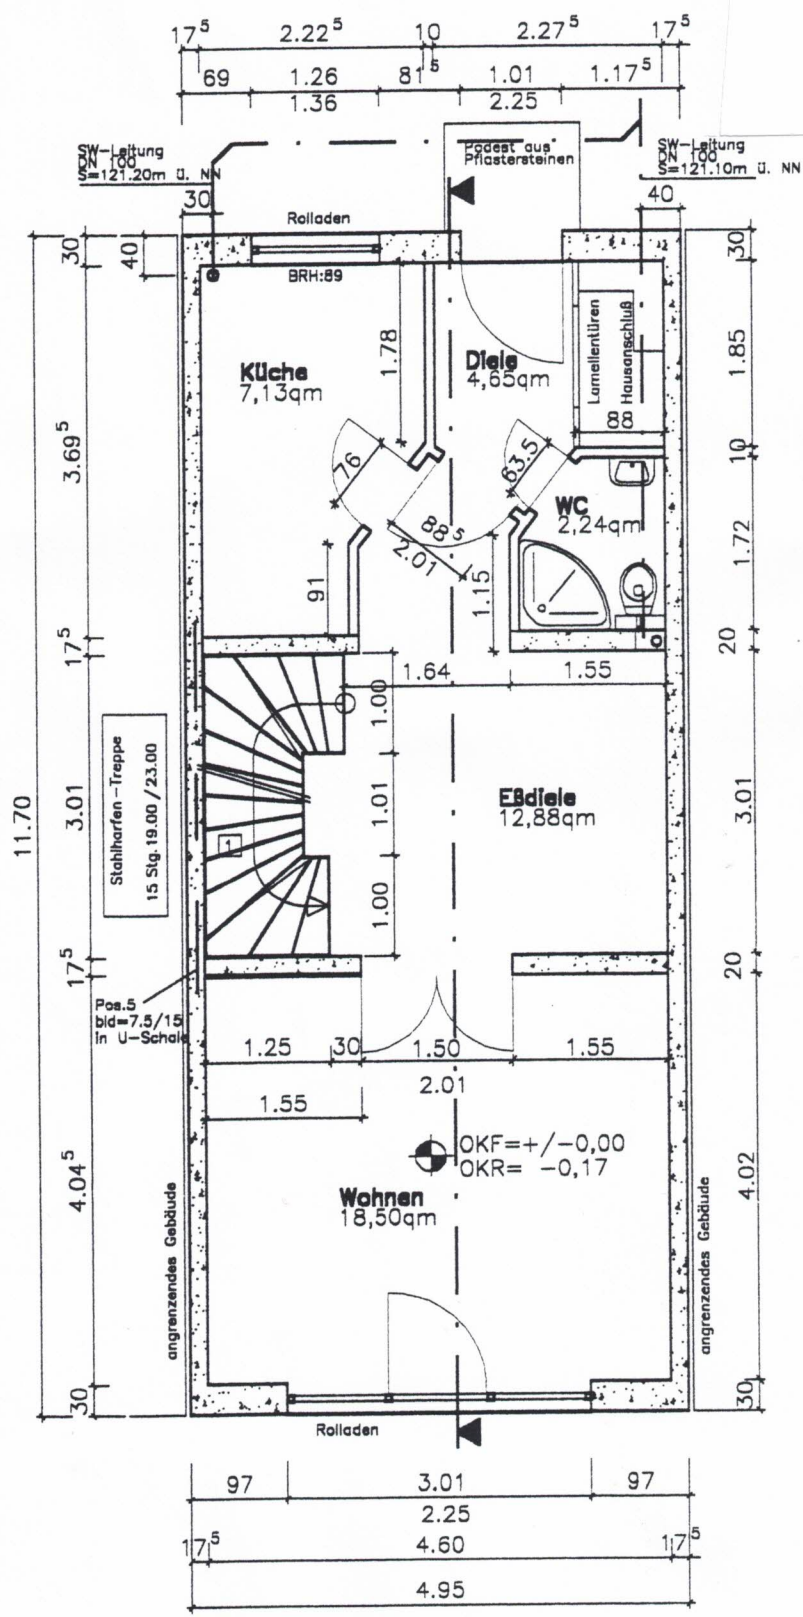 17⁵ 2.22⁵ 10 2.27⁵ 17⁵
69 1.26 81⁵ 1.01 1.17⁵
1.36 2.25
SW-Leitung
DN 100
S=121.20m ü. NN
Podest aus
Pflastersteinen
SW-Leitung
DN 100
S=121.10m ü. NN
30
40
Rolladen
30
40
30
BRH:89
Küche
7,13qm
1.78
Diele
4,65qm
Lamellentüren
Hausanschluß
88
1.85
3.69⁵
76
63.5
10
88⁵
2.01
WC
2,24qm
1.72
91
1.15
17⁵
20
1.64 1.55
1.00
11.70
3.01
Stahlharfen-Treppe
15 Stg.19.00/23.00
1
1.01
Eßdiele
12,88qm
3.01
1.00
17⁵
20
Pos.5
bld=7.5/15
in U-Schale
1.25 30 1.50 1.55
2.01
1.55
OKF=+/-0,00
OKR= -0,17
4.04⁵
Wohnen
18,50qm
4.02
angrenzendes Gebäude
angrenzendes Gebäude
30
30
Rolladen
97 3.01 97
2.25
17⁵ 4.60 17⁵
4.95